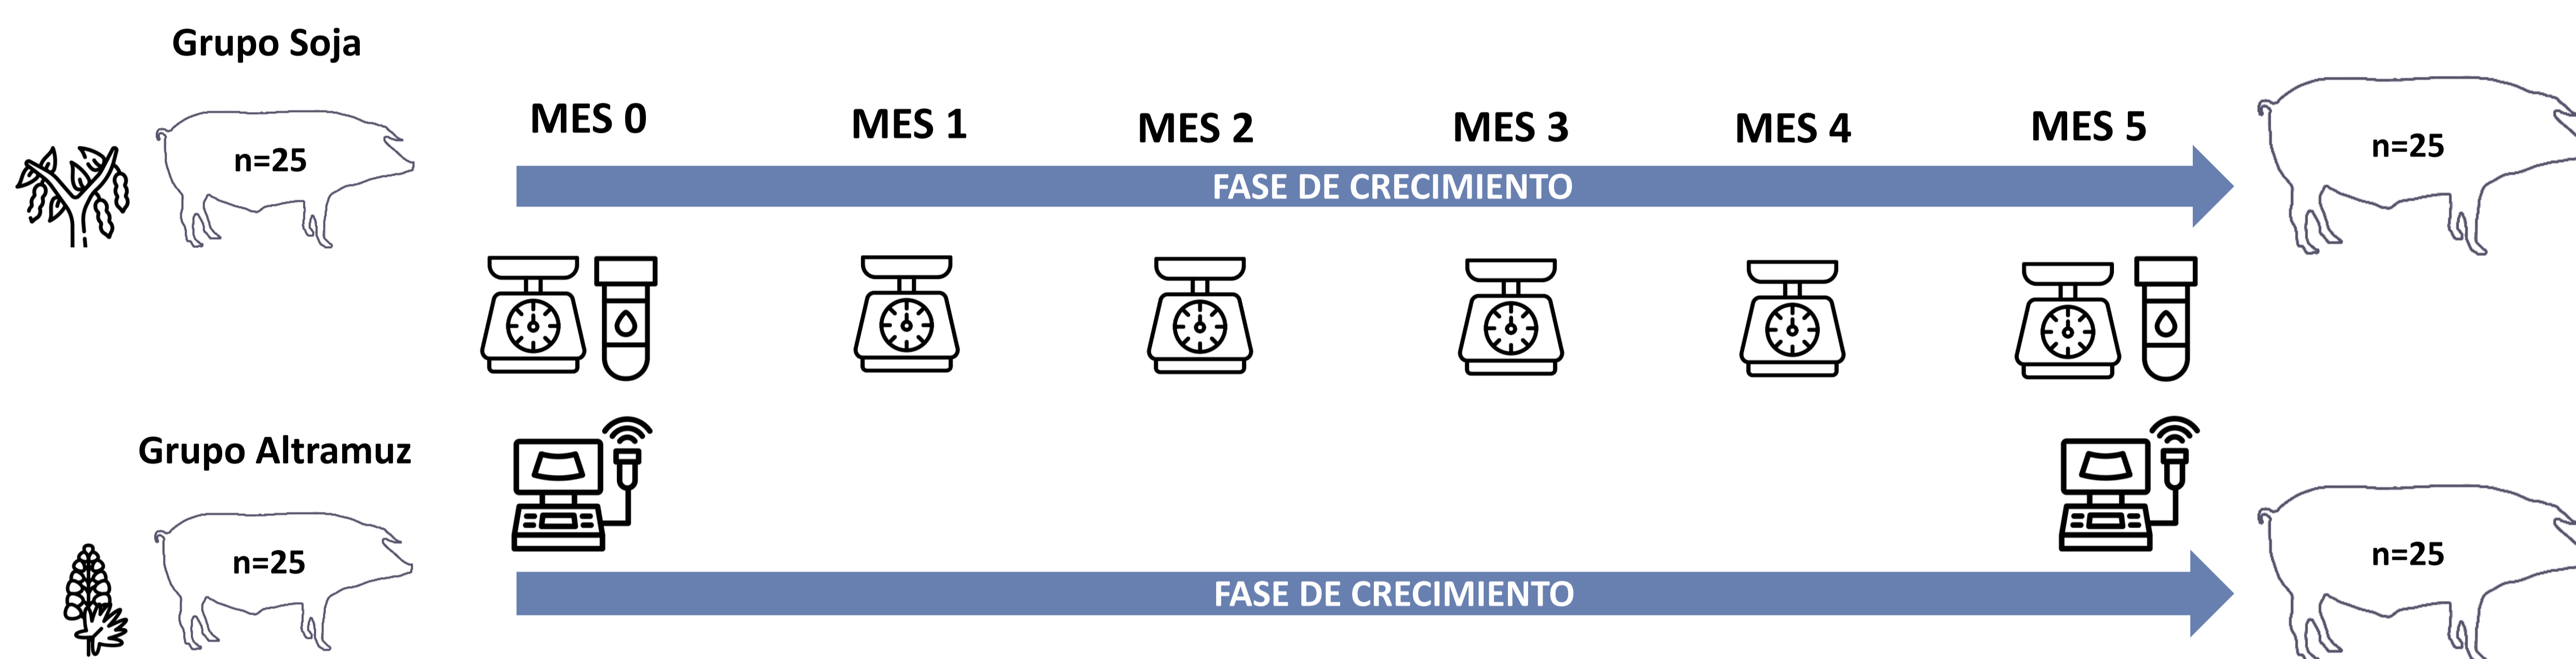 Grupo Soja
n=25
MES 0
MES 1
MES 2
MES 3
MES 4
MES 5
FASE DE CRECIMIENTO
n=25
Grupo Altramuz
n=25
FASE DE CRECIMIENTO
n=25